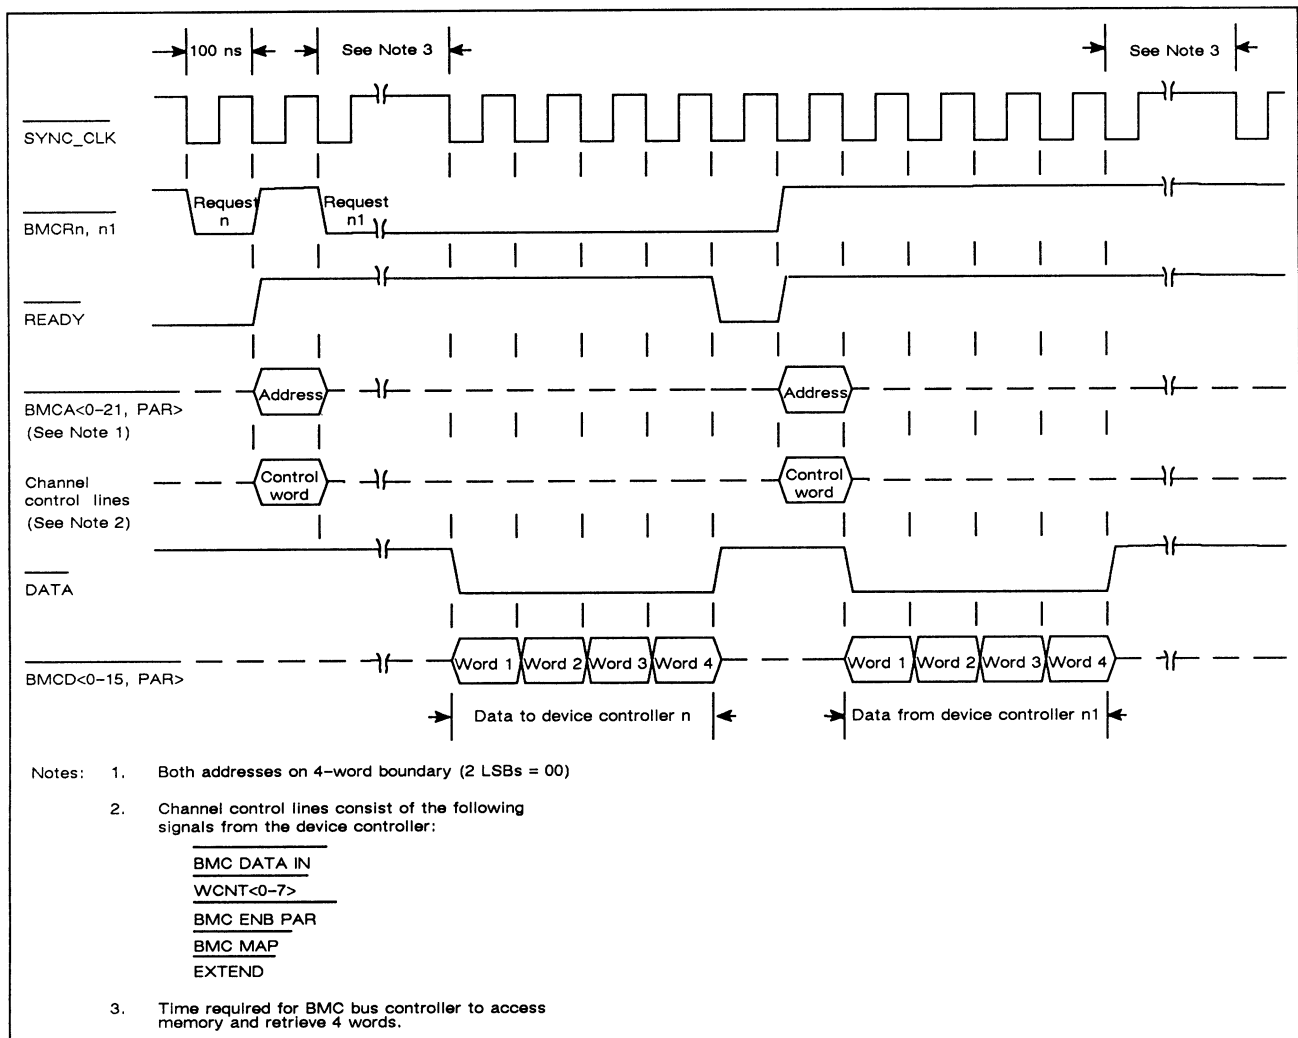 100 ns
See Note 3
See Note 3
SYNC_CLK
Request
n
Request
n1
BMCRn, n1
READY
Address
Address
BMCA<0-21, PAR>
(See Note 1)
Control
word
Control
word
Channel
control lines
(See Note 2)
DATA
Word 1 Word 2 Word 3 Word 4
Word 1 Word 2 Word 3 Word 4
BMCD<0-15, PAR>
Data to device controller n
Data from device controller n1
Notes: 1. Both addresses on 4-word boundary (2 LSBs = 00)
2. Channel control lines consist of the following
signals from the device controller:
BMC DATA IN
WCNT<0-7>
BMC ENB PAR
BMC MAP
EXTEND
3. Time required for BMC bus controller to access
memory and retrieve 4 words.